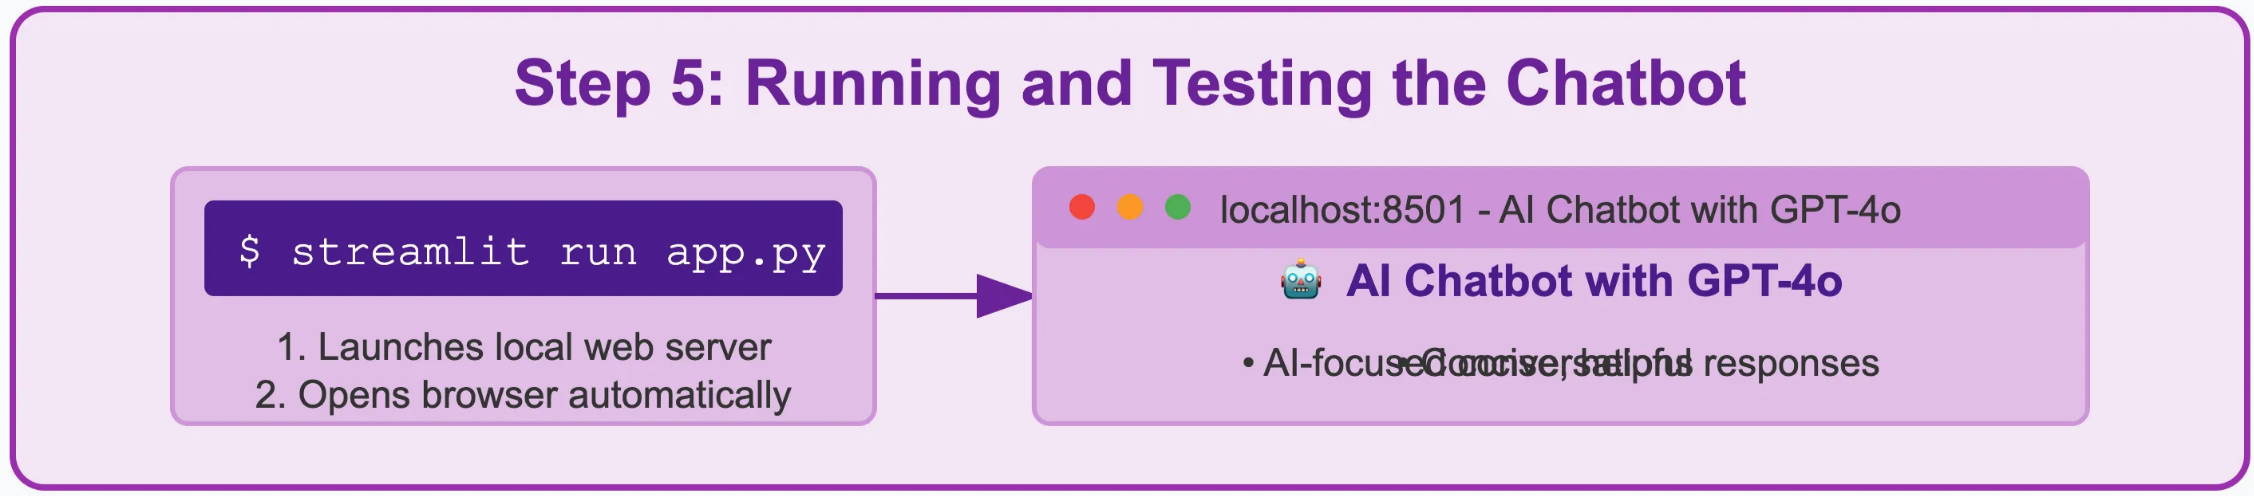 Step 5: Running and Testing the Chatbot
$ streamlit run app.py
1. Launches local web server
2. Opens browser automatically
localhost:8501 - AI Chatbot with GPT-4o
AI Chatbot with GPT-4o
• AI-focused conversations
• Concise, helpful responses